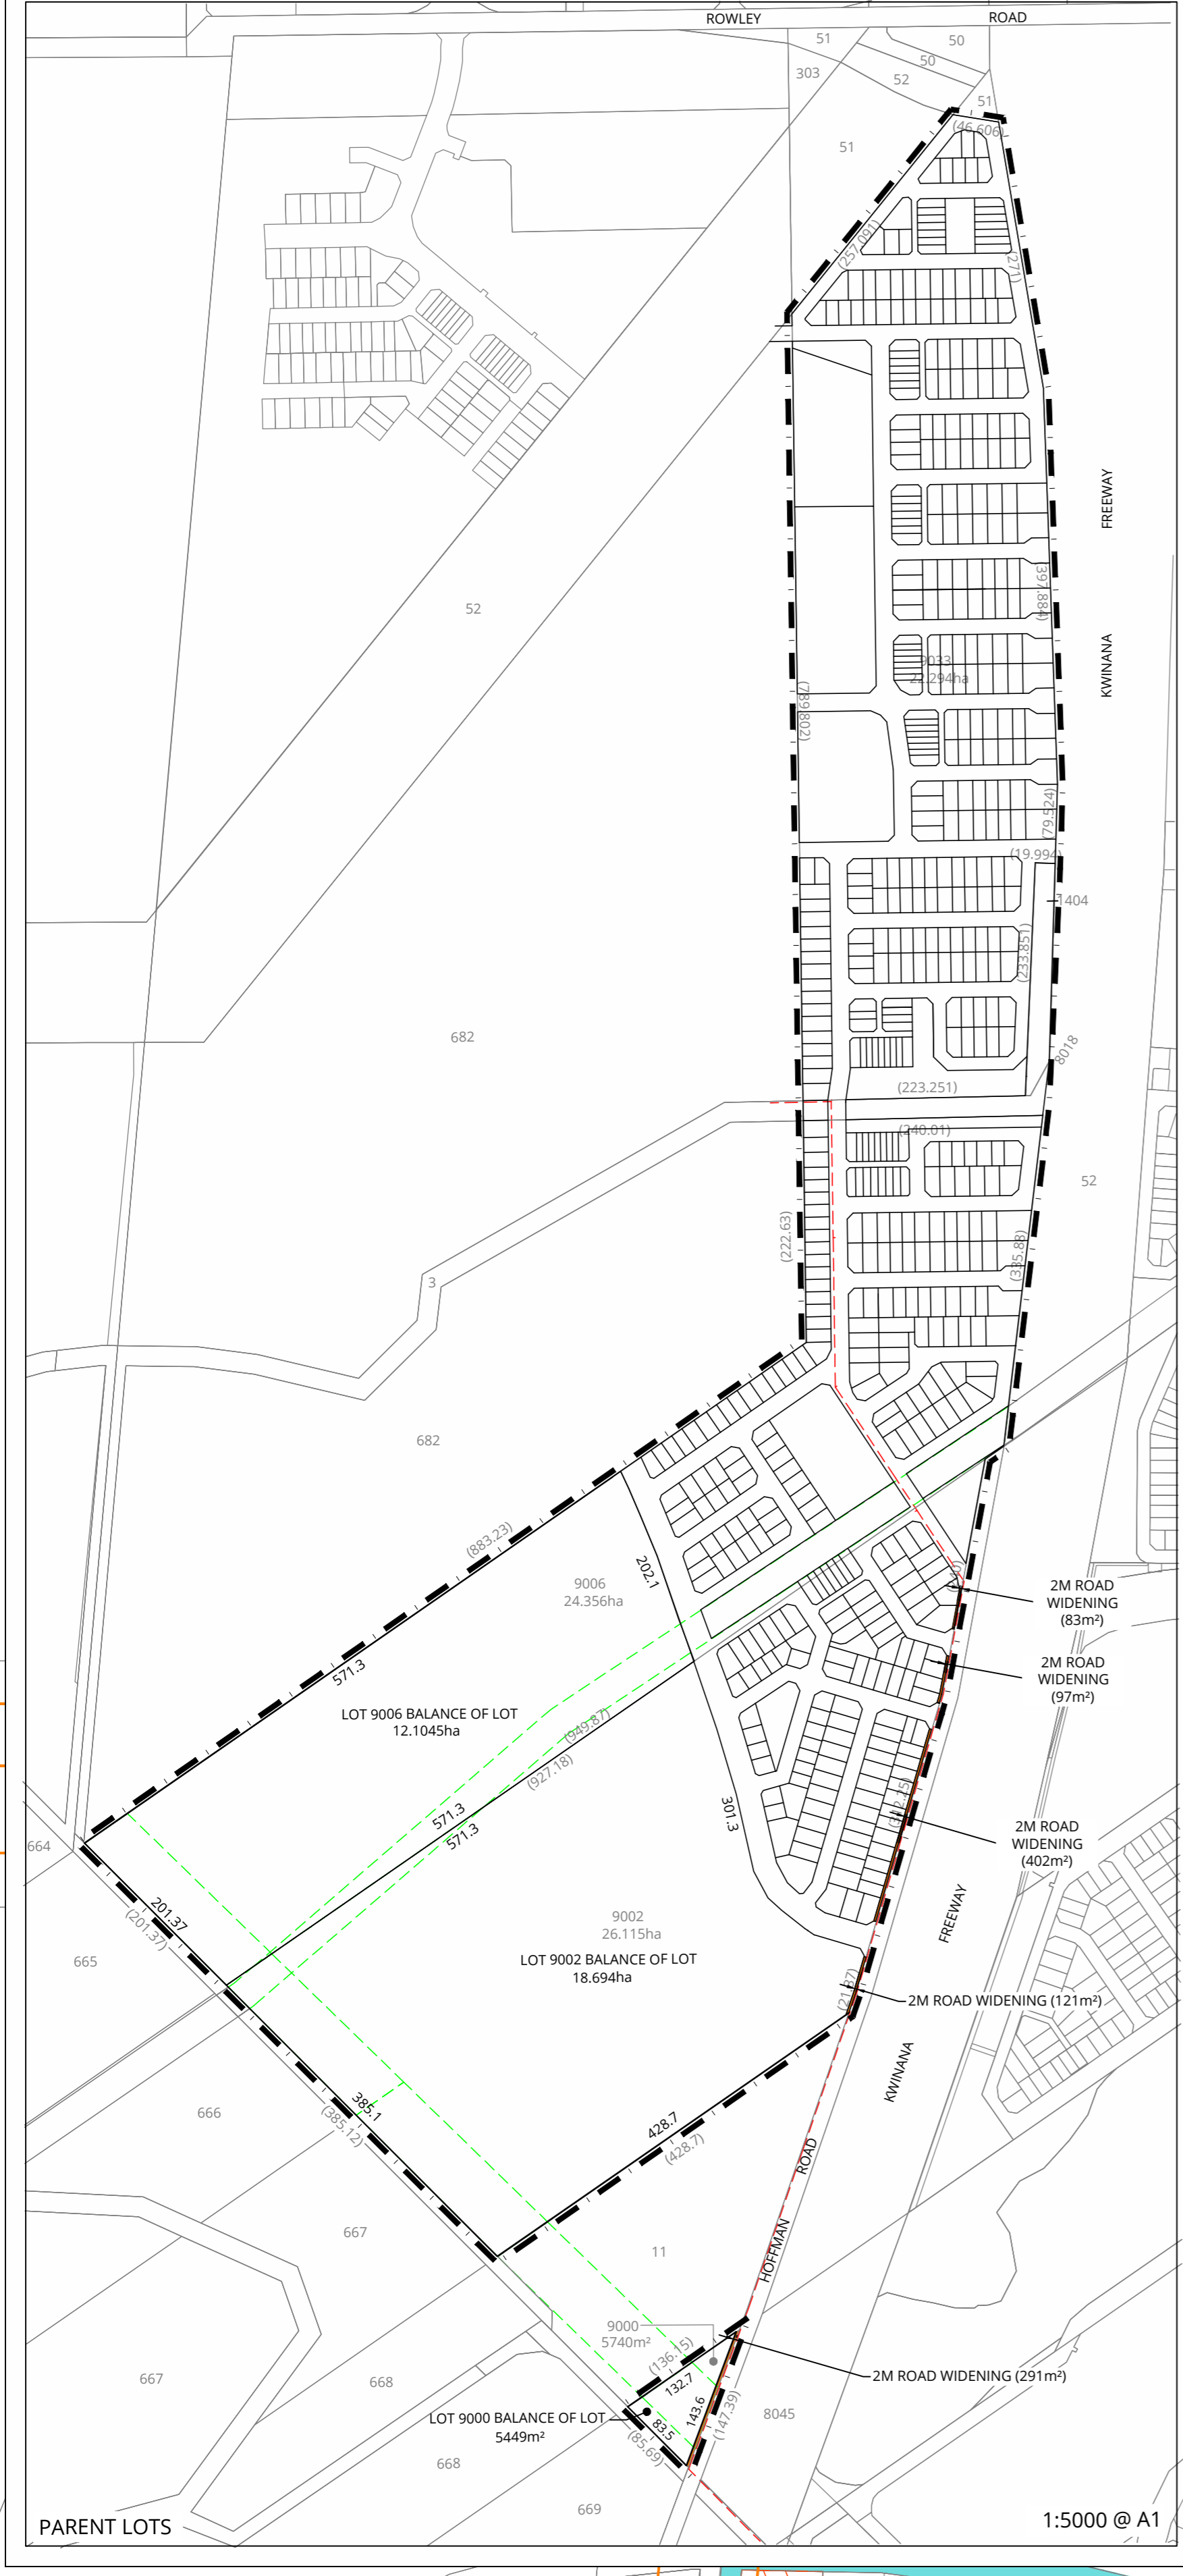 ROWLEY ROAD
51
50
50
303
52
51
51
(46.606)
(257.091)
(271)
FREEWAY
52
(397.884)
KWINANA
9033
22.294ha
(789.802)
(79.524)
(19.994)
1404
(233.851)
682
8018
(223.251)
(240.01)
52
(222.63)
(335.88)
3
682
(883.23)
202.1
9006
24.356ha
2M ROAD
WIDENING
(83m²)
2M ROAD
WIDENING
(97m²)
571.3
LOT 9006 BALANCE OF LOT
12.1045ha
(949.87)
(927.18)
571.3
571.3
301.3
2M ROAD
WIDENING
(402m²)
664
201.37
(201.37)
FREEWAY
9002
26.115ha
LOT 9002 BALANCE OF LOT
18.694ha
665
2M ROAD WIDENING (121m²)
KWINANA
385.1
(385.12)
666
428.7
(428.7)
ROAD
667
11
HOFFMAN
9000
5740m²
(136.15)
132.7
2M ROAD WIDENING (291m²)
667
668
143.6
(147.39)
8045
LOT 9000 BALANCE OF LOT
5449m²
83.5
(85.69)
668
669
PARENT LOTS
1:5000 @ A1